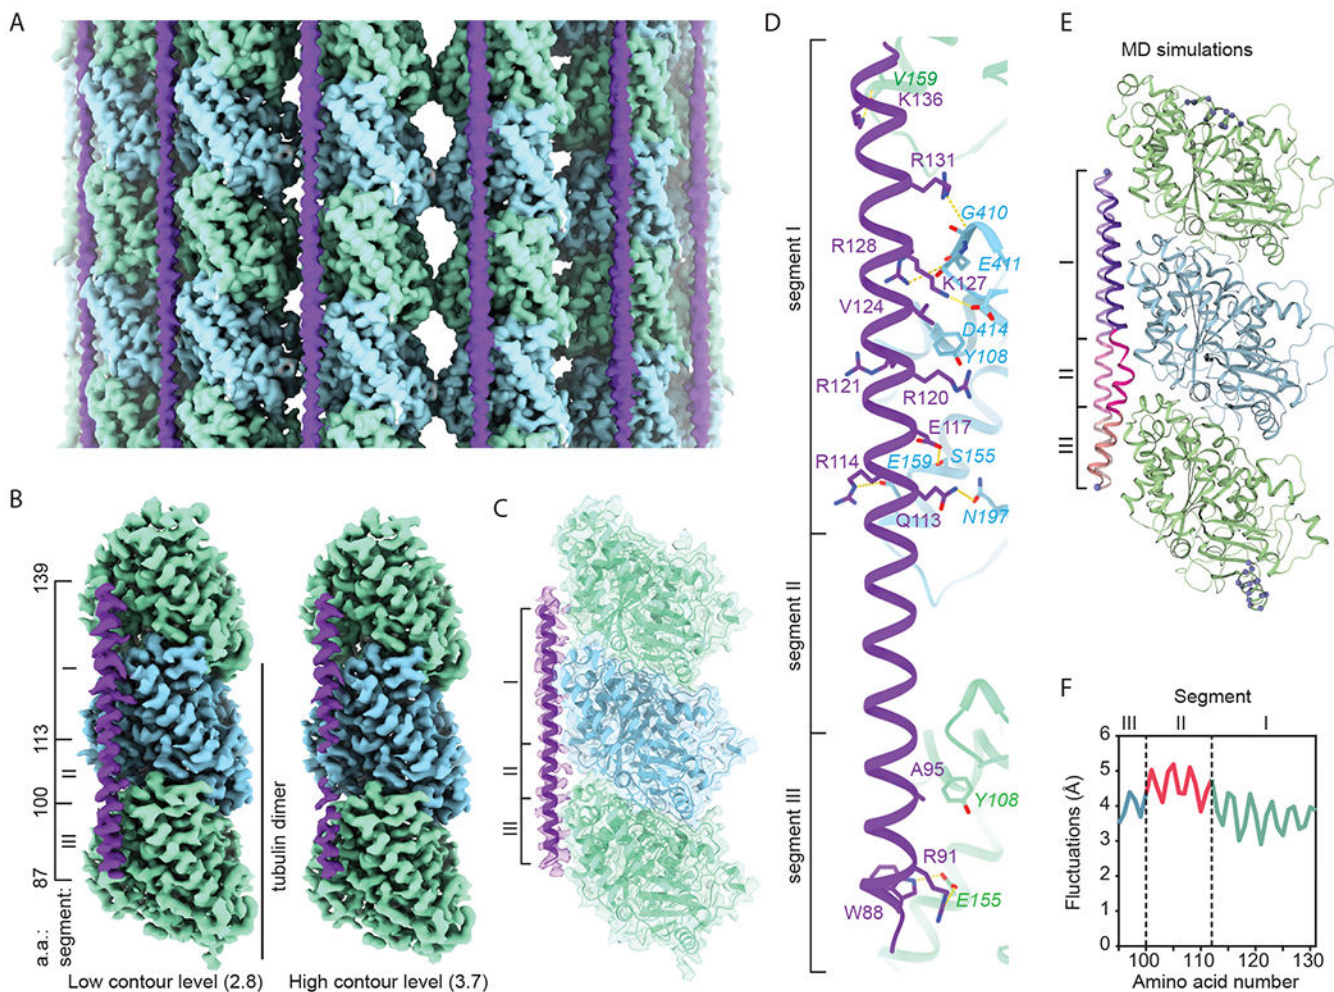 A
B
139
I
113
II
100
III
87
a.a.:
segment:
tubulin dimer
Low contour level (2.8)
High contour level (3.7)
C
I
II
III
D
segment I
segment II
segment III
V159
K136
R131
G410
R128
E411
K127
V124
D414
Y108
R121
R120
E117
R114
E159
S155
Q113
N197
A95
Y108
R91
W88
E155
E
MD simulations
I
II
III
F
Segment
III II I
Fluctuations (Å)
6
5
4
3
2
1
0
100 110 120 130
Amino acid number